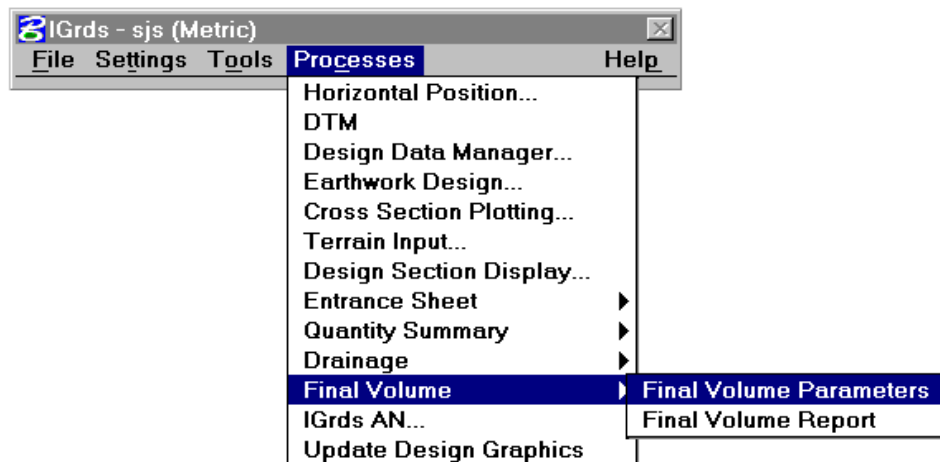 IGrds - sjs (Metric)
File Settings Tools Processes Help
Horizontal Position...
DTM
Design Data Manager...
Earthwork Design...
Cross Section Plotting...
Terrain Input...
Design Section Display...
Entrance Sheet
Quantity Summary
Drainage
Final Volume Final Volume Parameters
IGrds AN... Final Volume Report
Update Design Graphics